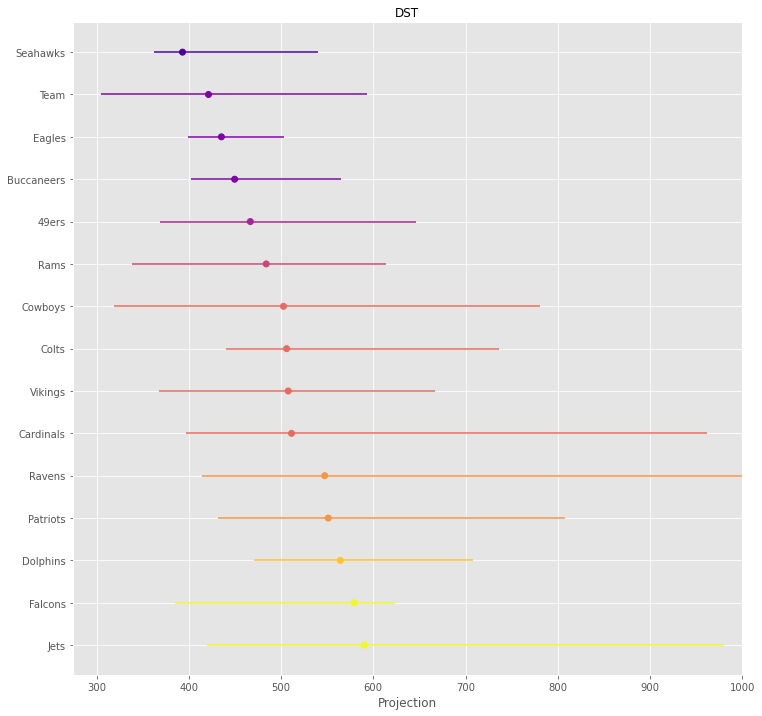 DST
Seahawks
Team
Eagles
Buccaneers
49ers
Rams
Cowboys
Colts
Vikings
Cardinals
Ravens
Patriots
Dolphins
Falcons
Jets
300 400 500 600 700 800 900 1000
Projection